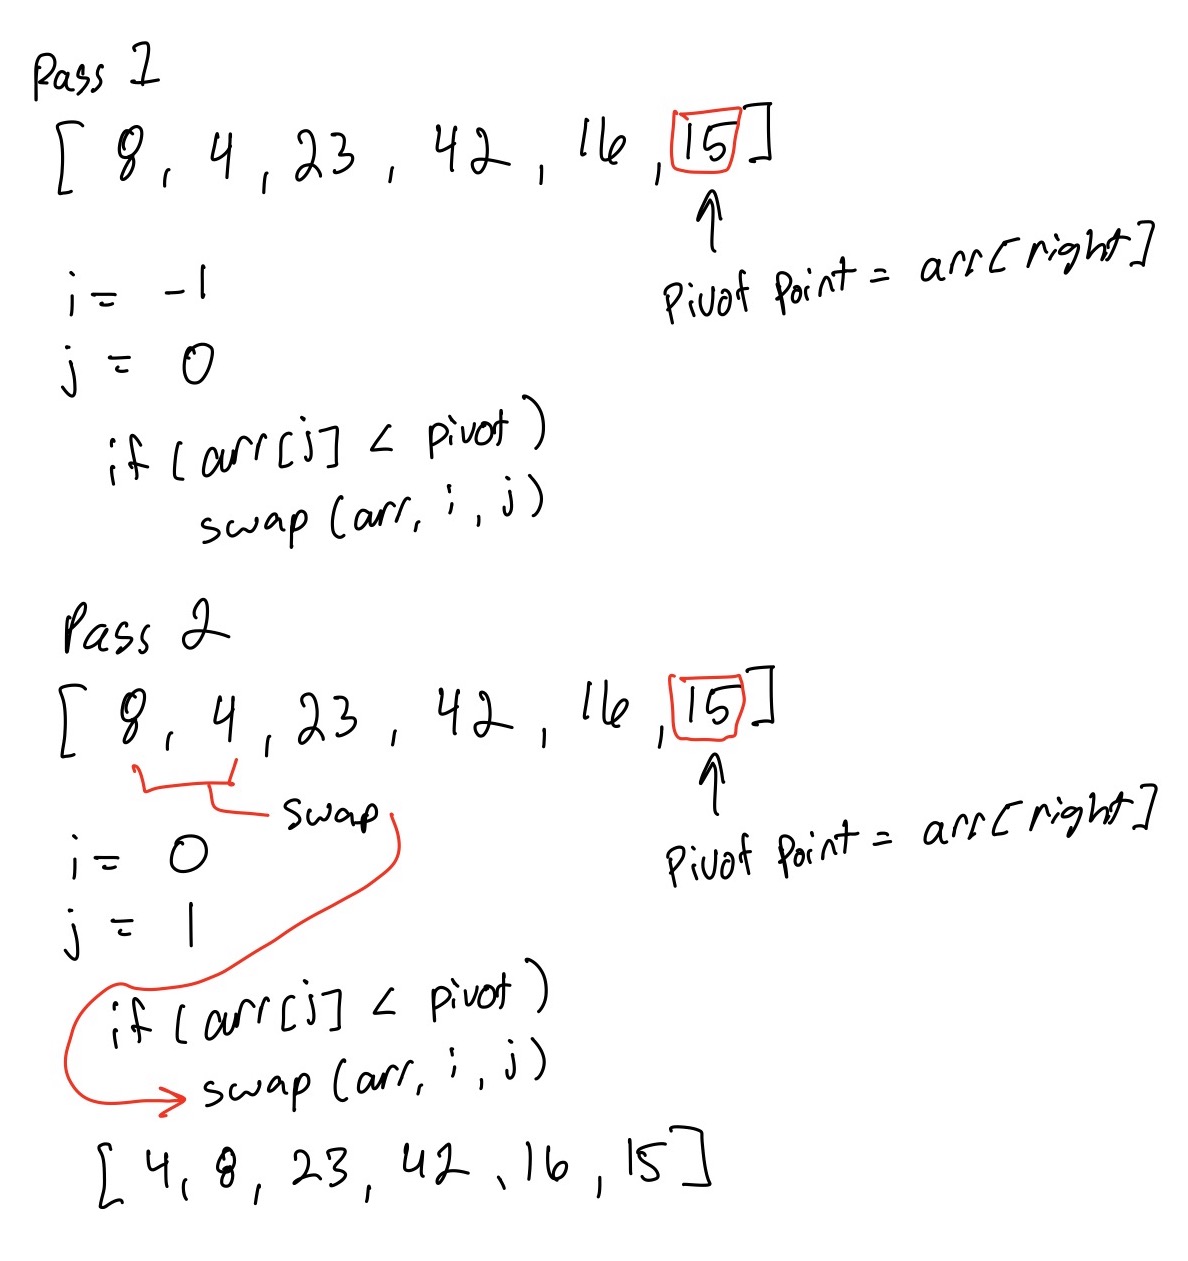 Pass 1
[ 8, 4, 23, 42, 16, 15]
Pivot Point = arr[right]
i = -1
j = 0
if (arr[j] < pivot)
swap (arr, i, j)
Pass 2
[ 8, 4, 23, 42, 16, 15]
swap
Pivot Point = arr[right]
i = 0
j = 1
if (arr[j] < pivot)
swap (arr, i, j)
[ 4, 8, 23, 42, 16, 15]